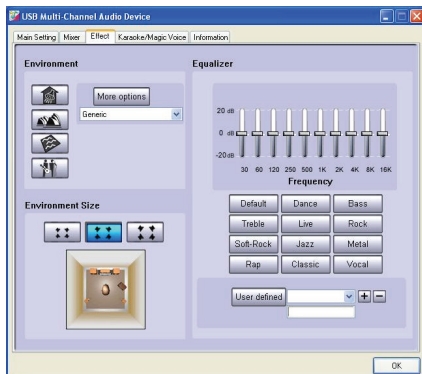 USB Multi-Channel Audio Device
Main Setting Mixer Effect Karaoke/Magic Voice Information
Environment
More options
Generic
Environment Size
Equalizer
20 dB
0 dB
-20 dB
30 60 120 250 500 1K 2K 4K 8K 16K
Frequency
Default Dance Bass
Treble Live Rock
Soft-Rock Jazz Metal
Rap Classic Vocal
User defined
OK